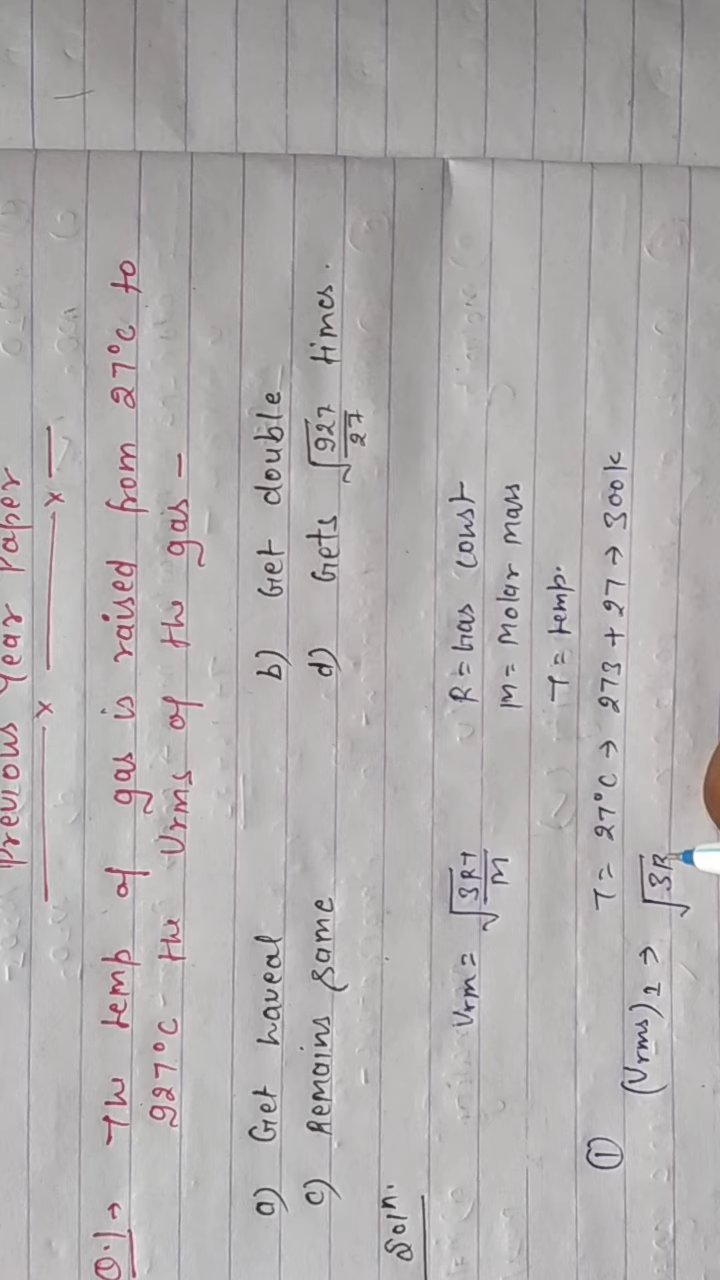 Previous Year Paper
x x
Q.1→ The temp of gas is raised from 27°C to
927°C the Vrms of the gas –
a) Get haveal b) Get double
c) Remains same d) Gets √927/27 times.
Soln.
Vrm = √3RT/M R = Gas const
M = Molar mass
T = temp.
① T = 27°C → 273 + 27 → 300K
(Vrms)1 → √3R